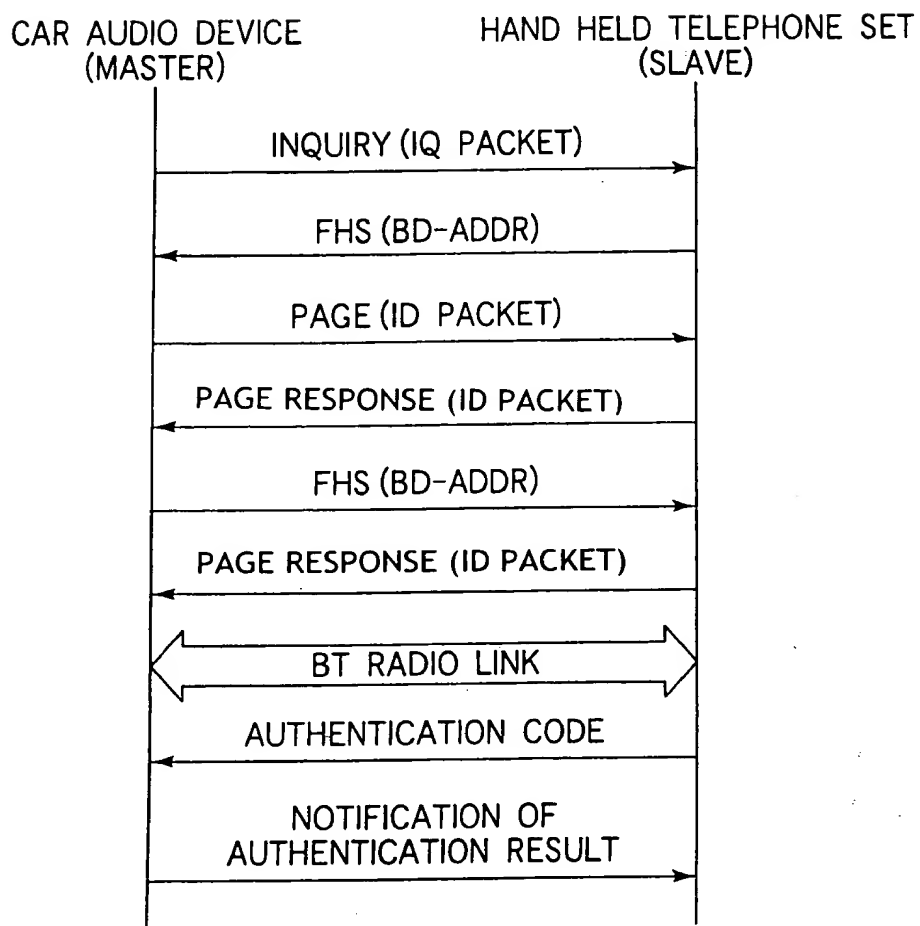 CAR AUDIO DEVICE
(MASTER)
HAND HELD TELEPHONE SET
(SLAVE)
INQUIRY (IQ PACKET)
FHS (BD-ADDR)
PAGE (ID PACKET)
PAGE RESPONSE (ID PACKET)
FHS (BD-ADDR)
PAGE RESPONSE (ID PACKET)
BT RADIO LINK
AUTHENTICATION CODE
NOTIFICATION OF
AUTHENTICATION RESULT